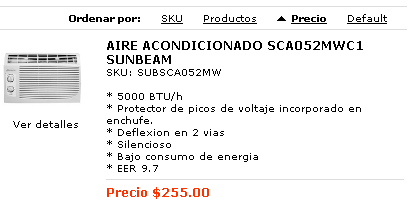 Ordenar por: SKU Productos Precio Default
AIRE ACONDICIONADO SCA052MWC1
SUNBEAM
SKU: SUBSCA052MW
* 5000 BTU/h
* Protector de picos de voltaje incorporado en
enchufe.
* Deflexion en 2 vias
* Silencioso
* Bajo consumo de energia
* EER 9.7
Ver detalles
Precio $255.00